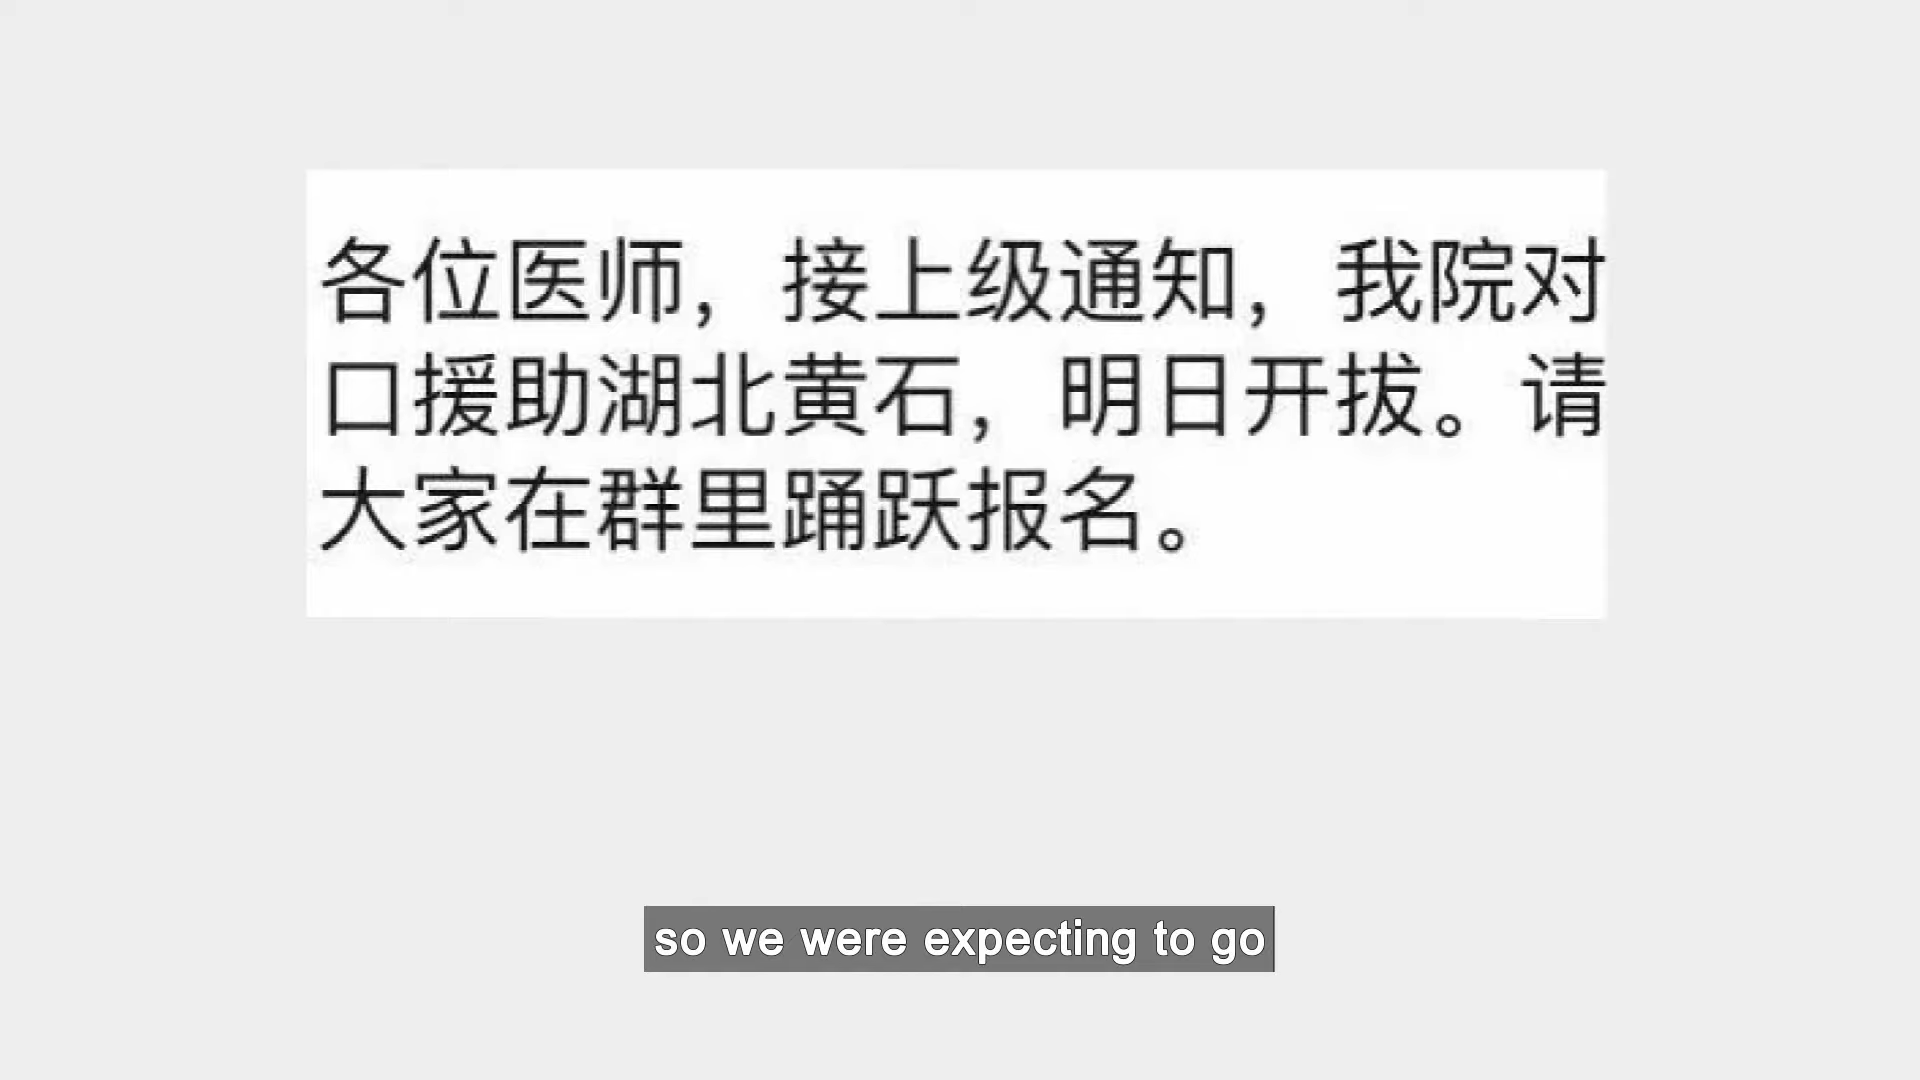 各位医师，接上级通知，我院对
口援助湖北黄石，明日开拔。请
大家在群里踊跃报名。
so we were expecting to go